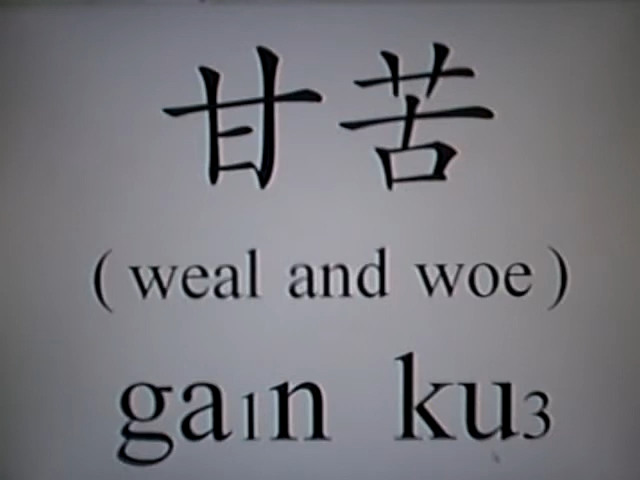 甘苦
(weal and woe)
ga1n ku3